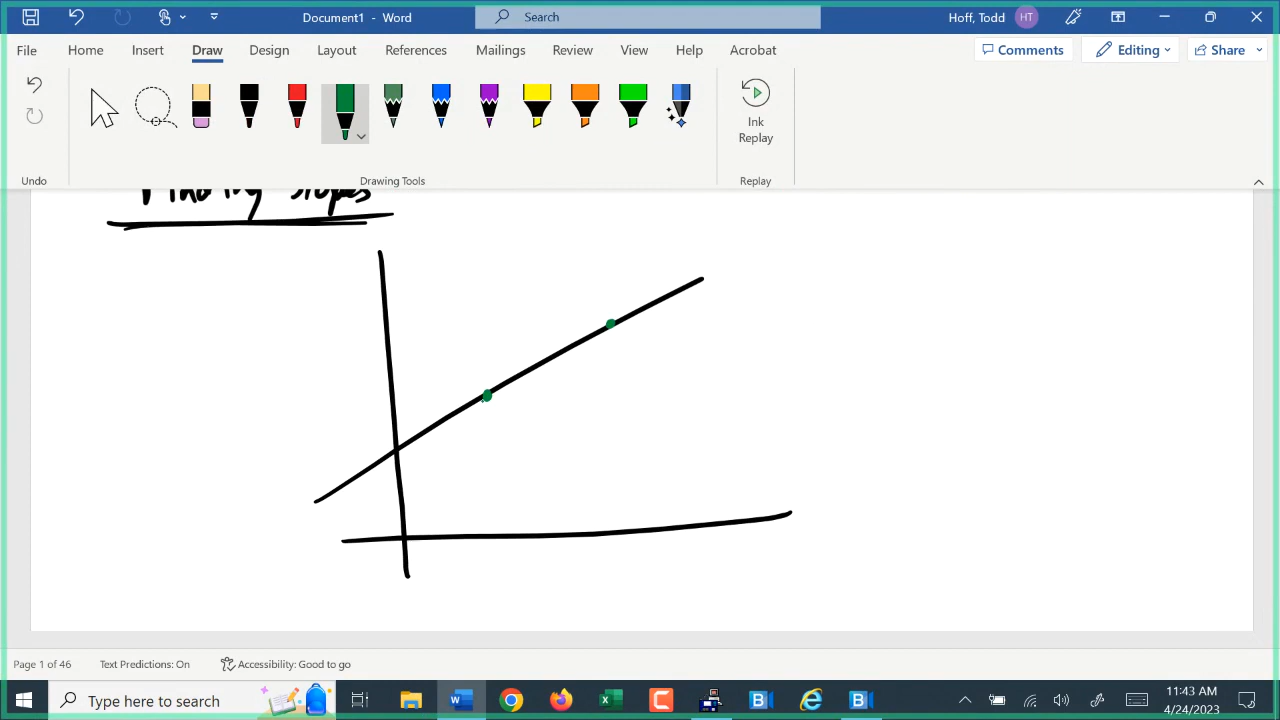 Document1 - Word
Search
Hoff, Todd
HT
File
Home
Insert
Draw
Design
Layout
References
Mailings
Review
View
Help
Acrobat
Comments
Editing
Share
Ink
Replay
Undo
Drawing Tools
Replay
Finding slopes
Page 1 of 46
Text Predictions: On
Accessibility: Good to go
Type here to search
11:43 AM
4/24/2023